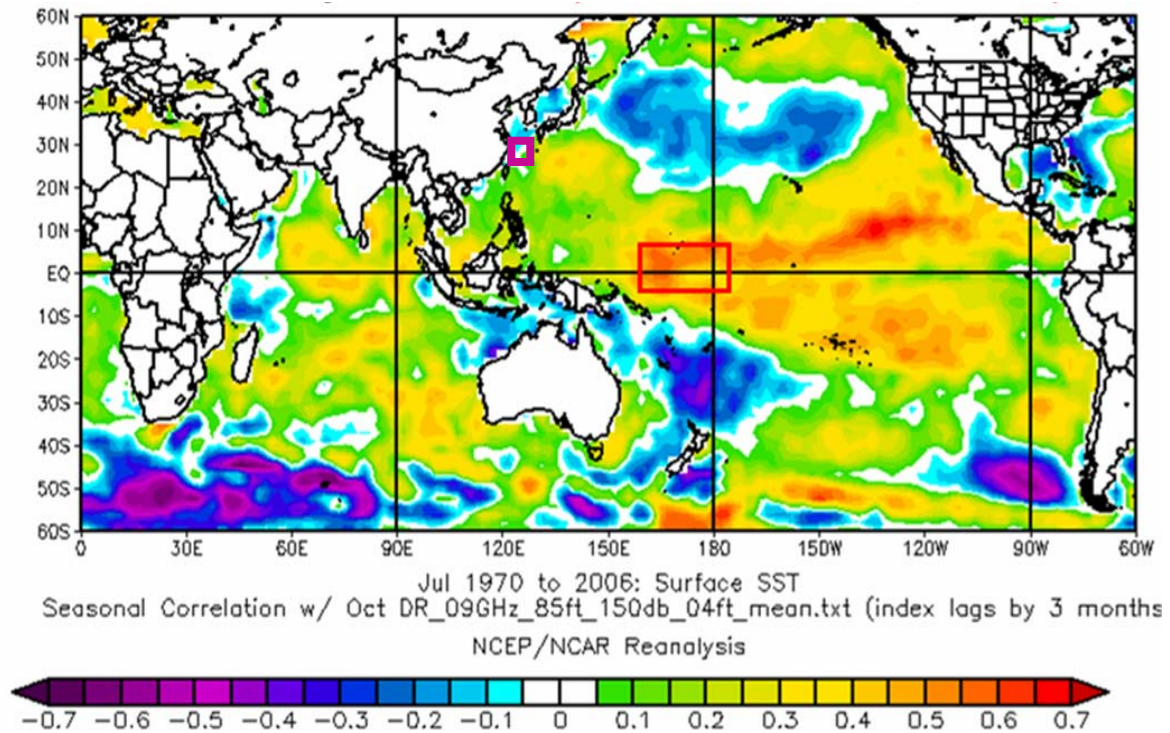 60N
50N
40N
30N
20N
10N
EQ
10S
20S
30S
40S
50S
60S
0 30E 60E 90E 120E 150E 180 150W 120W 90W 60W
Jul 1970 to 2006: Surface SST
Seasonal Correlation w/ Oct DR_09GHz_85ft_150db_04ft_mean.txt (index lags by 3 months
NCEP/NCAR Reanalysis
-0.7 -0.6 -0.5 -0.4 -0.3 -0.2 -0.1 0 0.1 0.2 0.3 0.4 0.5 0.6 0.7